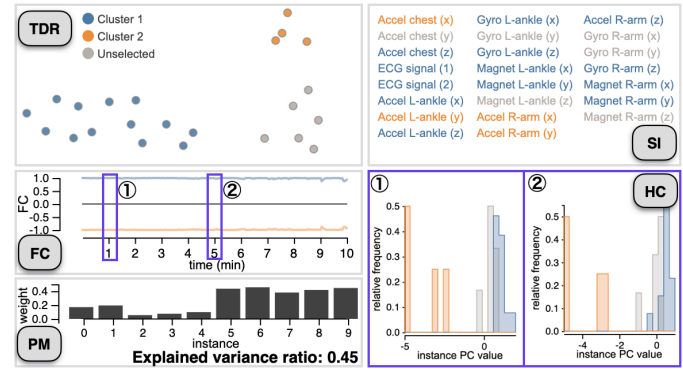 TDR
Cluster 1
Cluster 2
Unselected
Accel chest (x) Gyro L-ankle (x) Accel R-arm (z)
Accel chest (y) Gyro L-ankle (y) Gyro R-arm (x)
Accel chest (z) Gyro L-ankle (z) Gyro R-arm (y)
ECG signal (1) Magnet L-ankle (x) Gyro R-arm (z)
ECG signal (2) Magnet L-ankle (y) Magnet R-arm (x)
Accel L-ankle (x) Magnet L-ankle (z) Magnet R-arm (y)
Accel L-ankle (y) Accel R-arm (x) Magnet R-arm (z)
Accel L-ankle (z) Accel R-arm (y)
SI
FC
1.0
0.5
0.0
-0.5
-1.0
① ②
1 2 3 4 5 6 7 8 9 10
time (min)
FC
weight
0.4
0.2
0.0
0 1 2 3 4 5 6 7 8 9
instance
PM
Explained variance ratio: 0.45
①
relative frequency
0.5
0.4
0.3
0.2
0.1
0.0
-5 0
instance PC value
②
HC
relative frequency
0.5
0.4
0.3
0.2
0.1
0.0
-4 -2 0
instance PC value